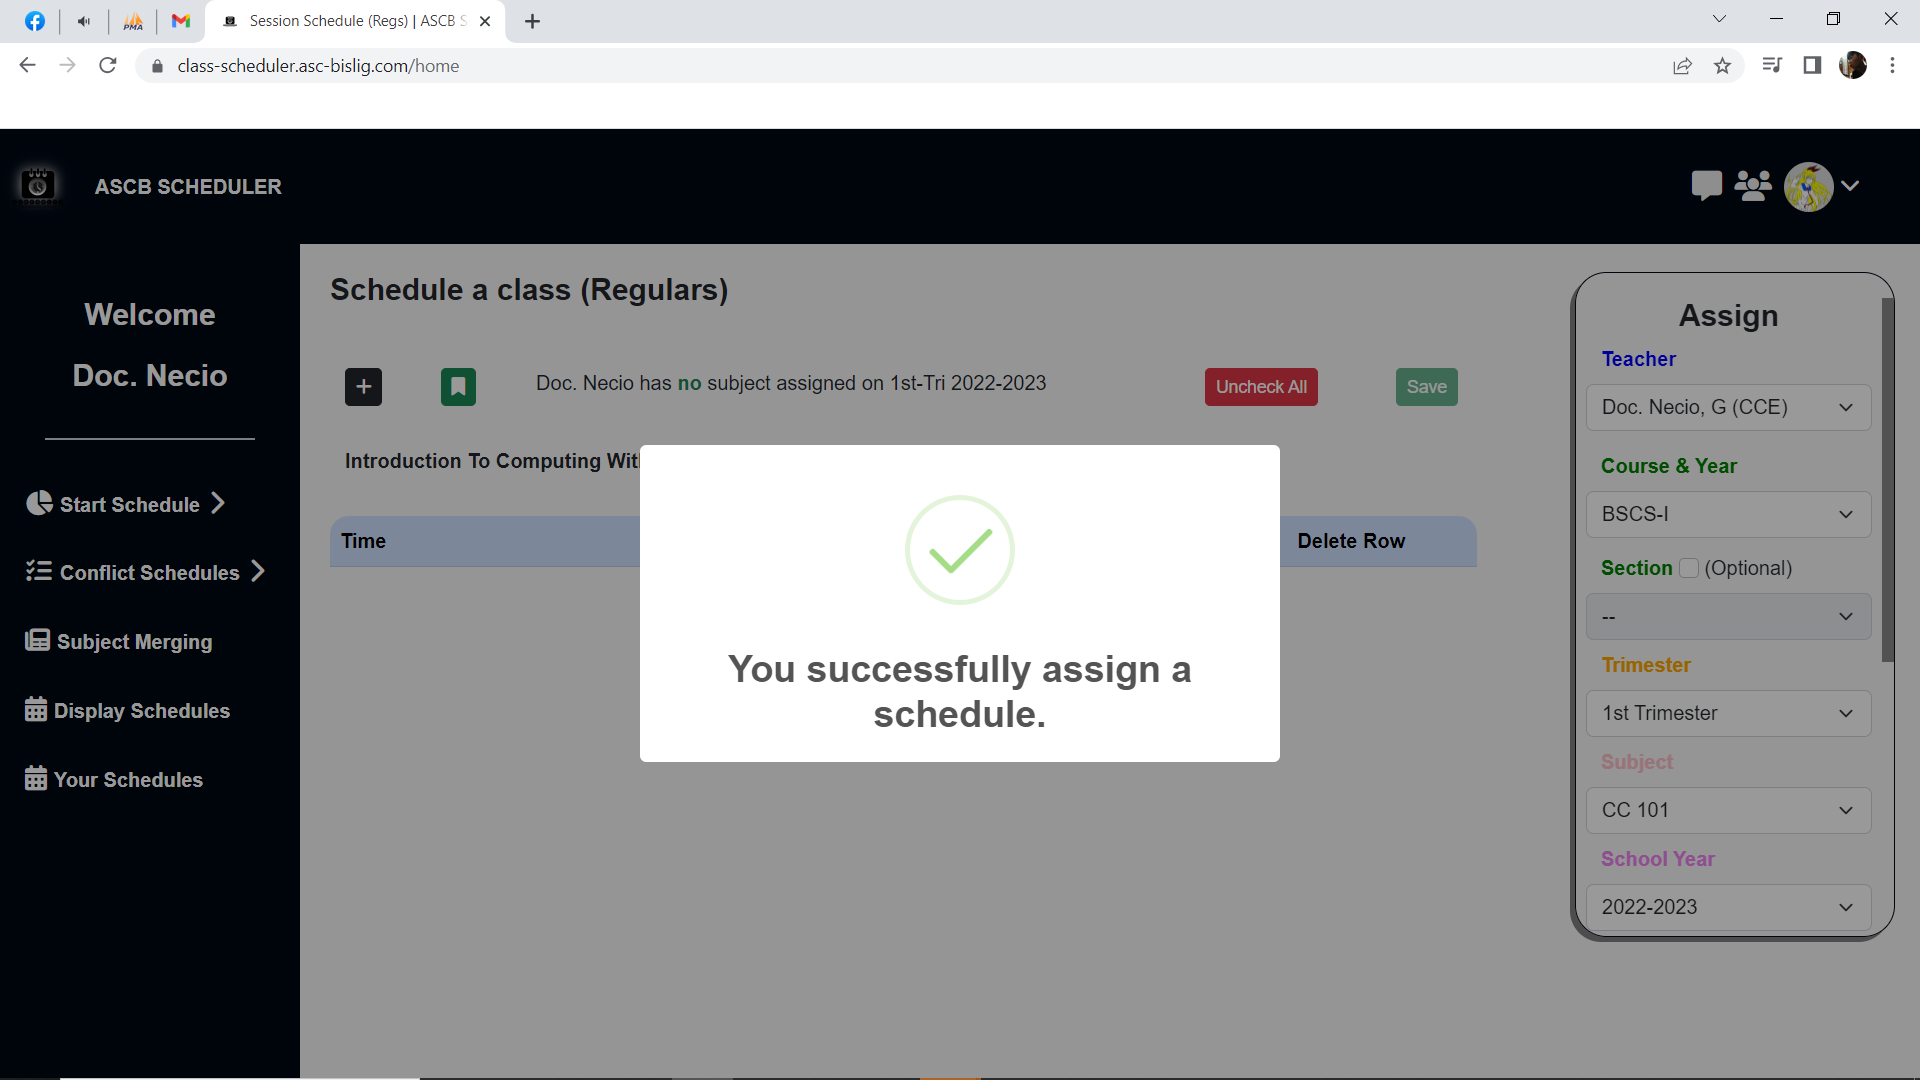 Session Schedule (Regs) | ASCB S
class-scheduler.asc-bislig.com/home
PMA
ASCB SCHEDULER
Welcome
Doc. Necio
Start Schedule
Conflict Schedules
Subject Merging
Display Schedules
Your Schedules
Schedule a class (Regulars)
Doc. Necio has no subject assigned on 1st-Tri 2022-2023
Uncheck All
Save
Introduction To Computing Wit
Time
Delete Row
You successfully assign a
schedule.
Assign
Teacher
Doc. Necio, G (CCE)
Course & Year
BSCS-I
Section (Optional)
--
Trimester
1st Trimester
Subject
CC 101
School Year
2022-2023